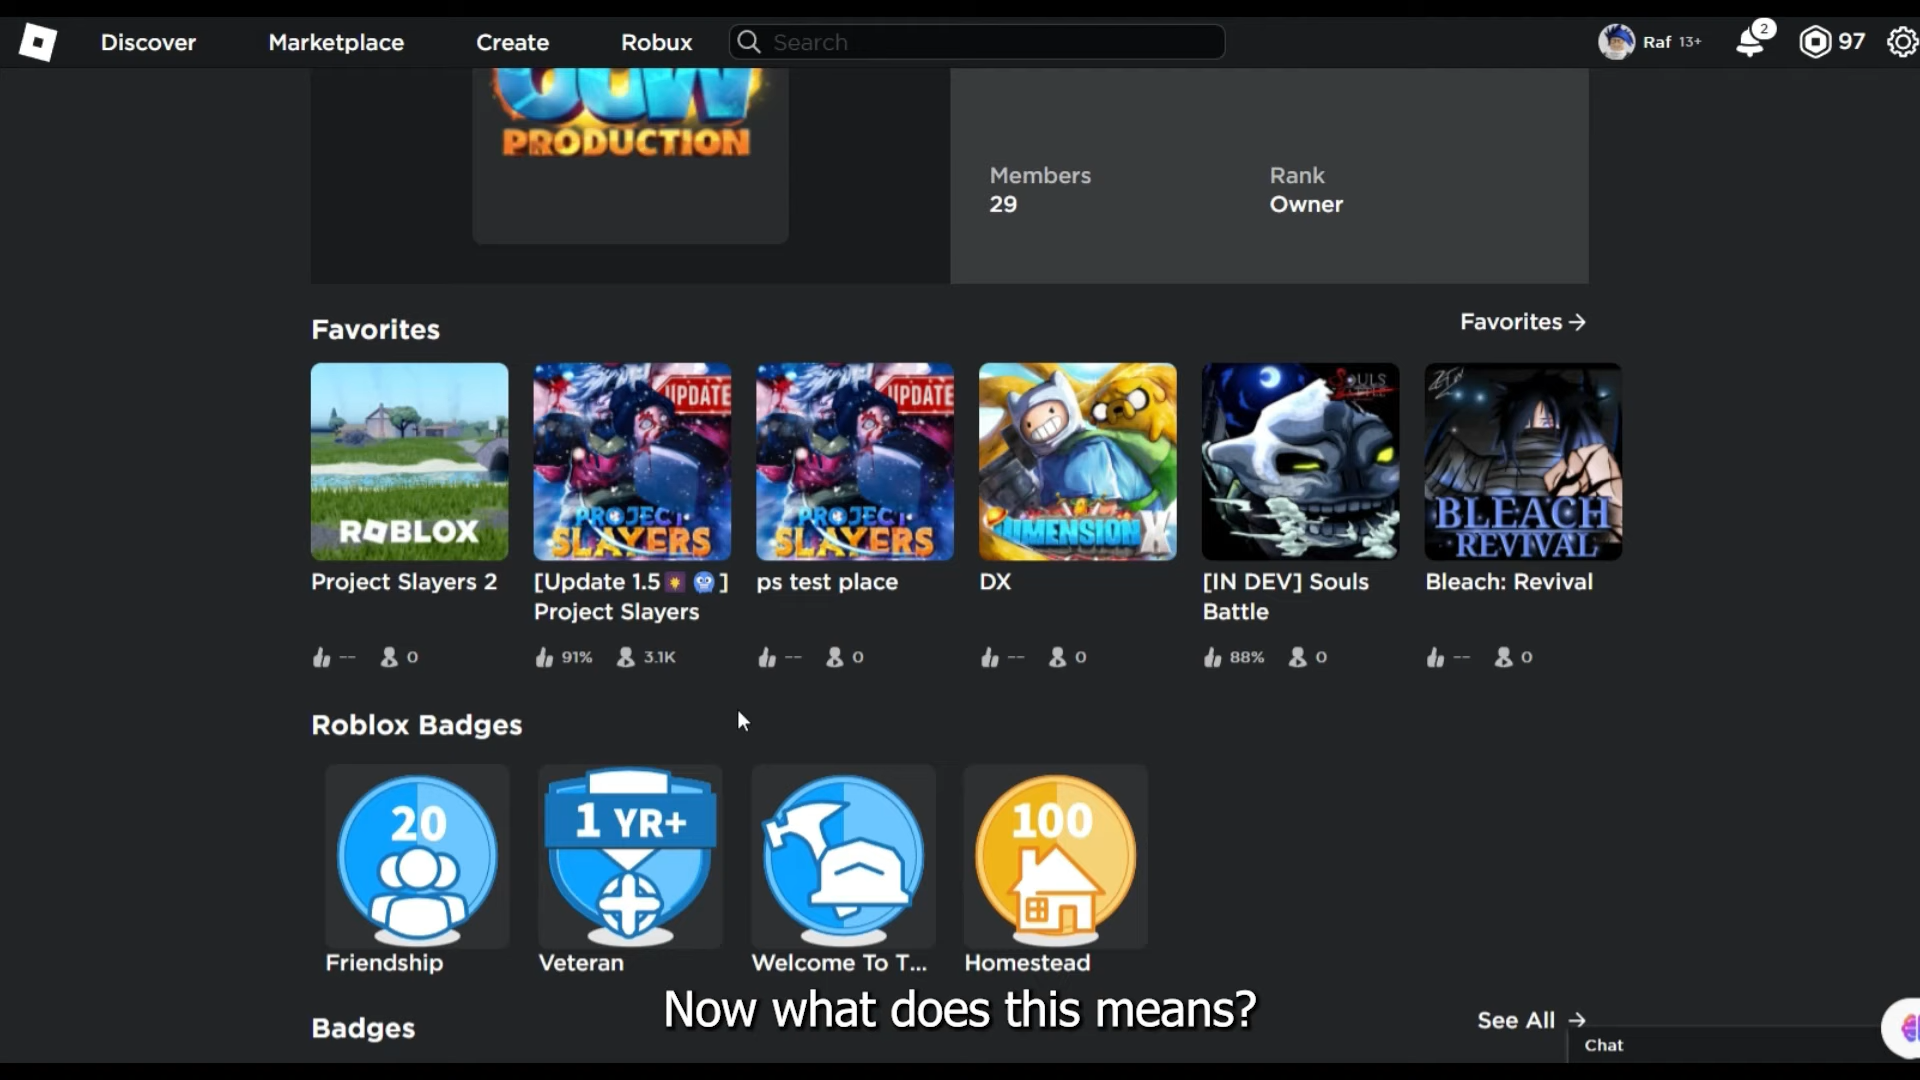 Discover Marketplace Create Robux Search Raf 13+ 2 97
PRODUCTION
Members Rank
29 Owner
Favorites Favorites →
ROBLOX
UPDATE
PROJECT
SLAYERS
UPDATE
PROJECT
SLAYERS
DIMENSION X
SOULS
BATTLE
BLEACH
REVIVAL
Project Slayers 2
[Update 1.5 ]
Project Slayers
ps test place
DX
[IN DEV] Souls
Battle
Bleach: Revival
-- 0 91% 3.1K -- 0 -- 0 88% 0 -- 0
Roblox Badges
20
1 YR+
100
Friendship Veteran Welcome To T... Homestead
Now what does this means?
Badges See All →
Chat